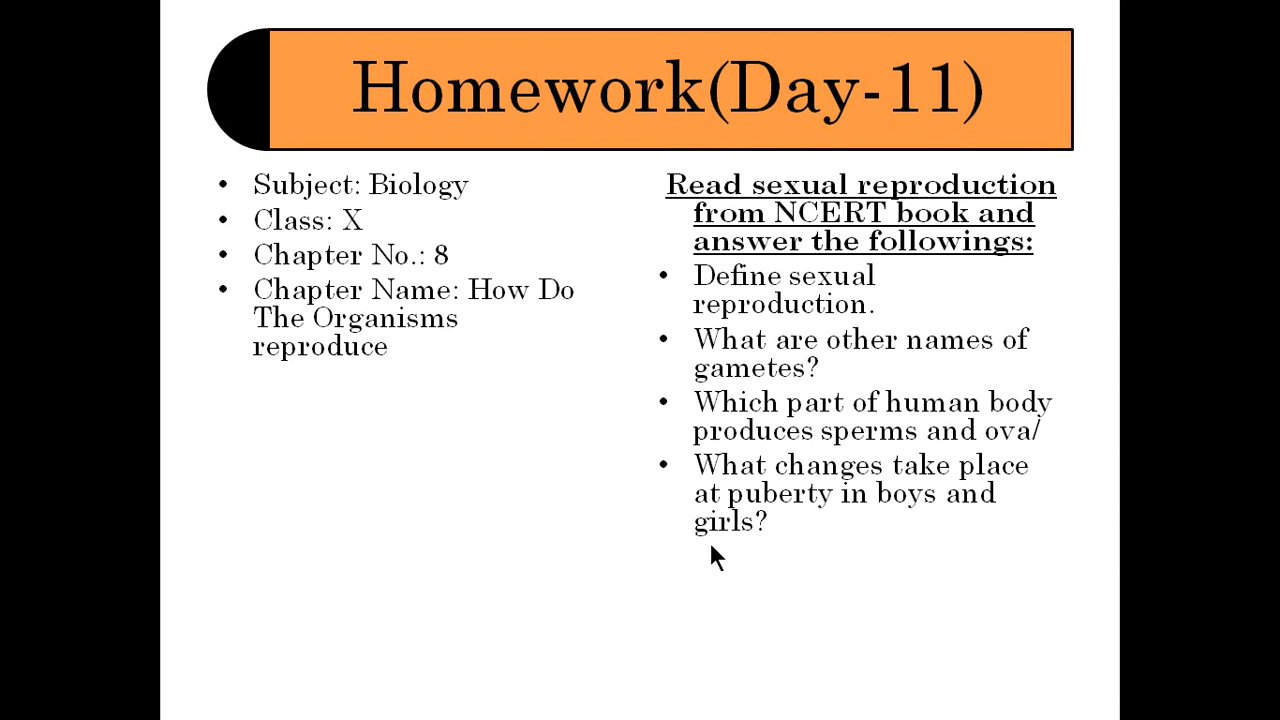 Homework(Day-11)
• Subject: Biology
• Class: X
• Chapter No.: 8
• Chapter Name: How Do
The Organisms
reproduce
Read sexual reproduction
from NCERT book and
answer the followings:
• Define sexual
reproduction.
• What are other names of
gametes?
• Which part of human body
produces sperms and ova/
• What changes take place
at puberty in boys and
girls?